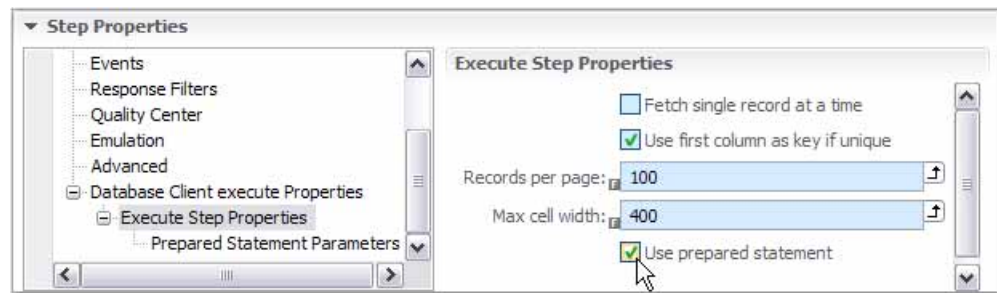 Step Properties
Events
Response Filters
Quality Center
Emulation
Advanced
Database Client execute Properties
Execute Step Properties
Prepared Statement Parameters
Execute Step Properties
Fetch single record at a time
Use first column as key if unique
Records per page: 100
Max cell width: 400
Use prepared statement